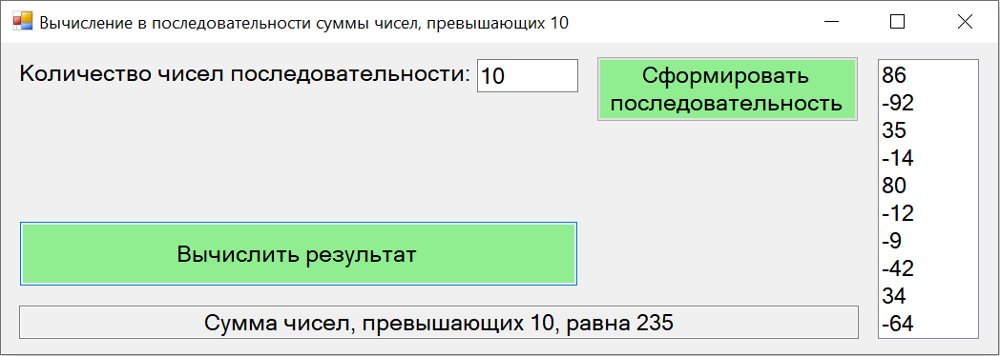 Вычисление в последовательности суммы чисел, превышающих 10
Количество чисел последовательности: 10
Сформировать
последовательность
86
-92
35
-14
80
-12
-9
-42
34
-64
Вычислить результат
Сумма чисел, превышающих 10, равна 235